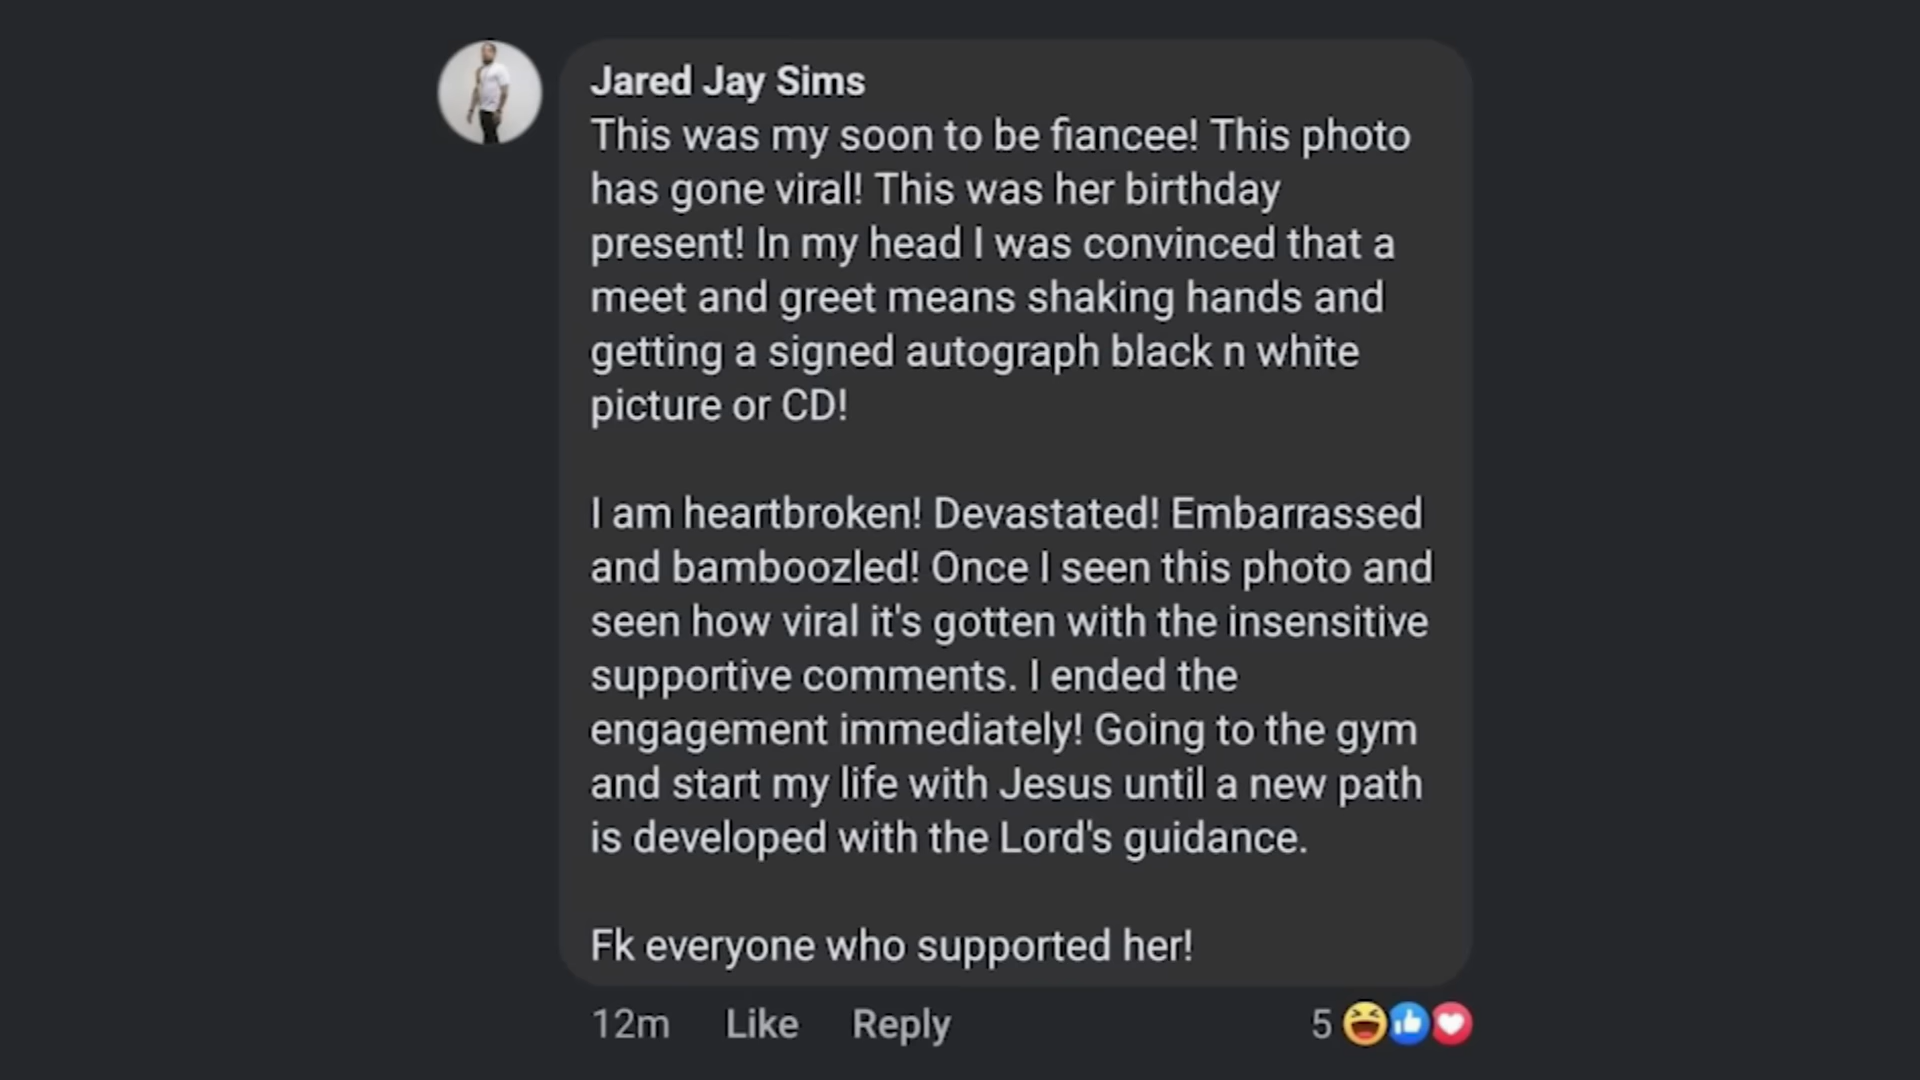 Jared Jay Sims
This was my soon to be fiancee! This photo
has gone viral! This was her birthday
present! In my head I was convinced that a
meet and greet means shaking hands and
getting a signed autograph black n white
picture or CD!
I am heartbroken! Devastated! Embarrassed
and bamboozled! Once I seen this photo and
seen how viral it's gotten with the insensitive
supportive comments. I ended the
engagement immediately! Going to the gym
and start my life with Jesus until a new path
is developed with the Lord's guidance.
Fk everyone who supported her!
12m Like Reply 5